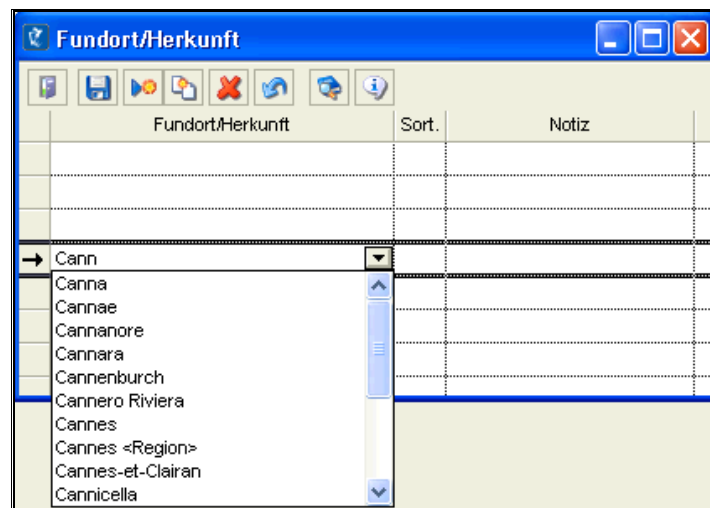 Fundort/Herkunft
Fundort/Herkunft Sort. Notiz
Cann
Canna
Cannae
Cannanore
Cannara
Cannenburch
Cannero Riviera
Cannes
Cannes <Region>
Cannes-et-Clairan
Cannicella